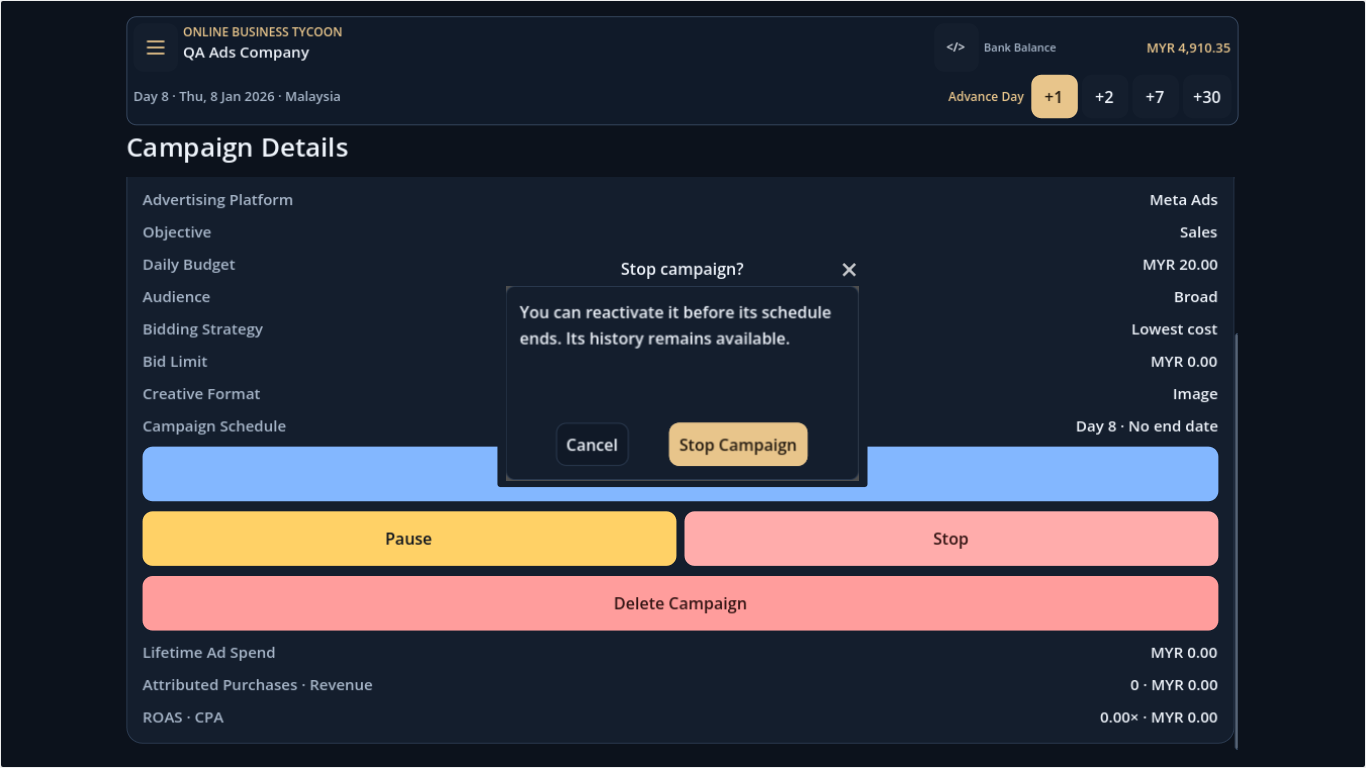 ONLINE BUSINESS TYCOON
QA Ads Company
</> Bank Balance MYR 4,910.35
Day 8 · Thu, 8 Jan 2026 · Malaysia
Advance Day +1 +2 +7 +30
Campaign Details
Advertising Platform Meta Ads
Objective Sales
Daily Budget MYR 20.00
Audience Broad
Bidding Strategy Lowest cost
Bid Limit MYR 0.00
Creative Format Image
Campaign Schedule Day 8 · No end date
Stop campaign? ×
You can reactivate it before its schedule
ends. Its history remains available.
Cancel Stop Campaign
Pause Stop
Delete Campaign
Lifetime Ad Spend MYR 0.00
Attributed Purchases · Revenue 0 · MYR 0.00
ROAS · CPA 0.00× · MYR 0.00